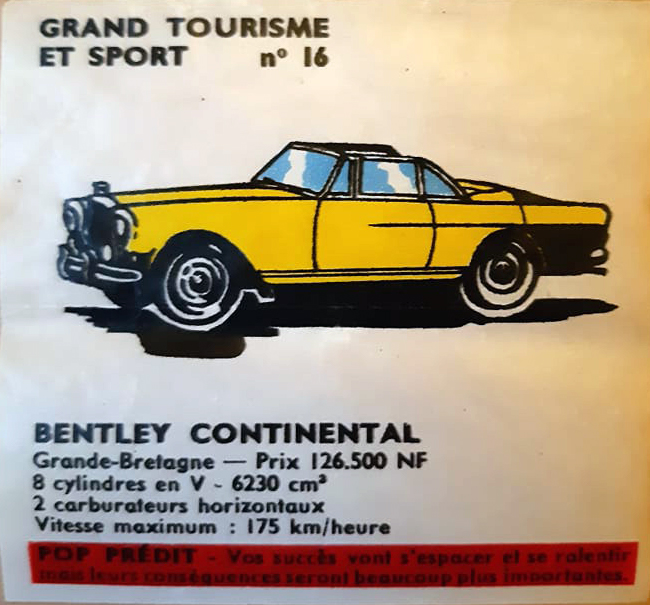 GRAND TOURISME
ET SPORT nº 16
BENTLEY CONTINENTAL
Grande-Bretagne — Prix 126.500 NF
8 cylindres en V - 6230 cm³
2 carburateurs horizontaux
Vitesse maximum : 175 km/heure
POP PRÉDIT - Vos succès vont s'espacer et se ralentir
mais leurs conséquences seront beaucoup plus importantes.